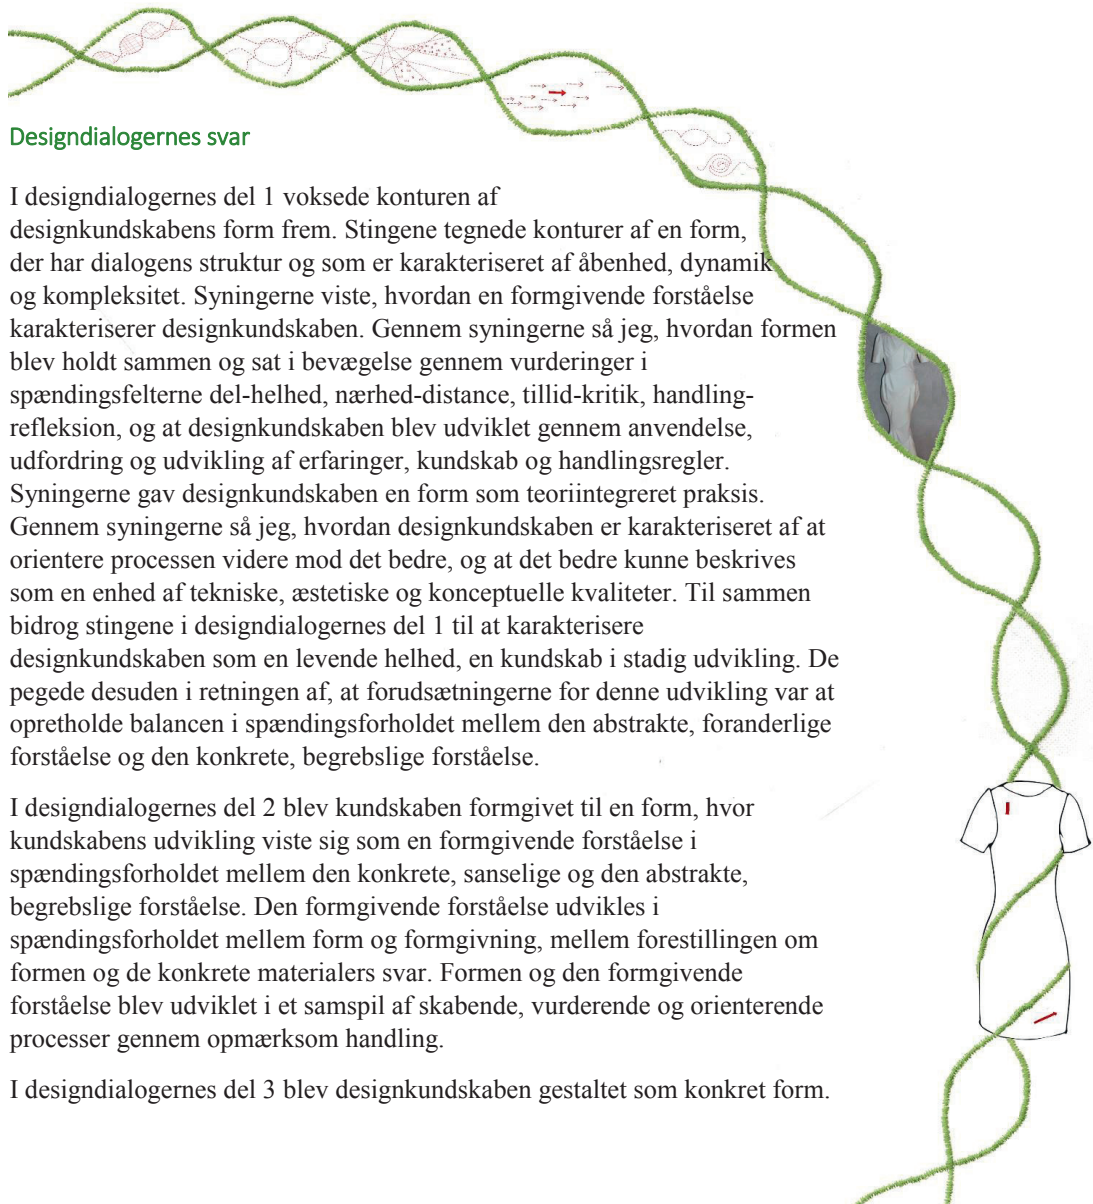 Designdialogernes svar
I designdialogernes del 1 voksede konturen af
designkundskabens form frem. Stingene tegnede konturer af en form,
der har dialogens struktur og som er karakteriseret af åbenhed, dynamik
og kompleksitet. Syningerne viste, hvordan en formgivende forståelse
karakteriserer designkundskaben. Gennem syningerne så jeg, hvordan formen
blev holdt sammen og sat i bevægelse gennem vurderinger i
spændingsfelterne del-helhed, nærhed-distance, tillid-kritik, handling-
refleksion, og at designkundskaben blev udviklet gennem anvendelse,
udfordring og udvikling af erfaringer, kundskab og handlingsregler.
Syningerne gav designkundskaben en form som teoriintegreret praksis.
Gennem syningerne så jeg, hvordan designkundskaben er karakteriseret af at
orientere processen videre mod det bedre, og at det bedre kunne beskrives
som en enhed af tekniske, æstetiske og konceptuelle kvaliteter. Til sammen
bidrog stingene i designdialogernes del 1 til at karakterisere
designkundskaben som en levende helhed, en kundskab i stadig udvikling. De
pegede desuden i retningen af, at forudsætningerne for denne udvikling var at
opretholde balancen i spændingsforholdet mellem den abstrakte, foranderlige
forståelse og den konkrete, begrebslige forståelse.
I designdialogernes del 2 blev kundskaben formgivet til en form, hvor
kundskabens udvikling viste sig som en formgivende forståelse i
spændingsforholdet mellem den konkrete, sanselige og den abstrakte,
begrebslige forståelse. Den formgivende forståelse udvikles i
spændingsforholdet mellem form og formgivning, mellem forestillingen om
formen og de konkrete materialers svar. Formen og den formgivende
forståelse blev udviklet i et samspil af skabende, vurderende og orienterende
processer gennem opmærksom handling.
I designdialogernes del 3 blev designkundskaben gestaltet som konkret form.